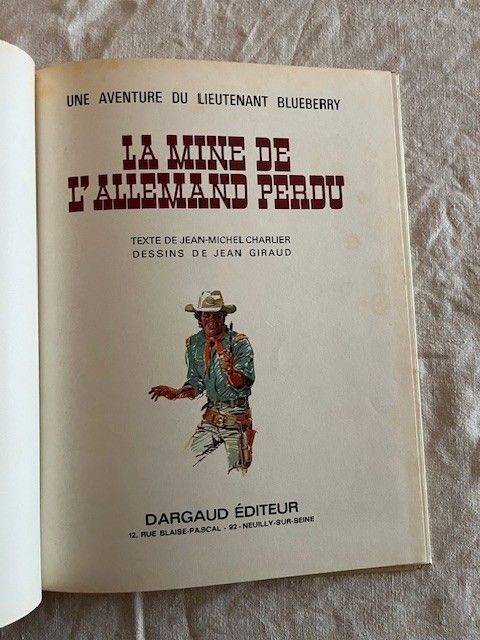 UNE AVENTURE DU LIEUTENANT BLUEBERRY
LA MINE DE
L'ALLEMAND PERDU
TEXTE DE JEAN-MICHEL CHARLIER
DESSINS DE JEAN GIRAUD
DARGAUD ÉDITEUR
12, RUE BLAISE-PASCAL - 92 - NEUILLY-SUR-SEINE